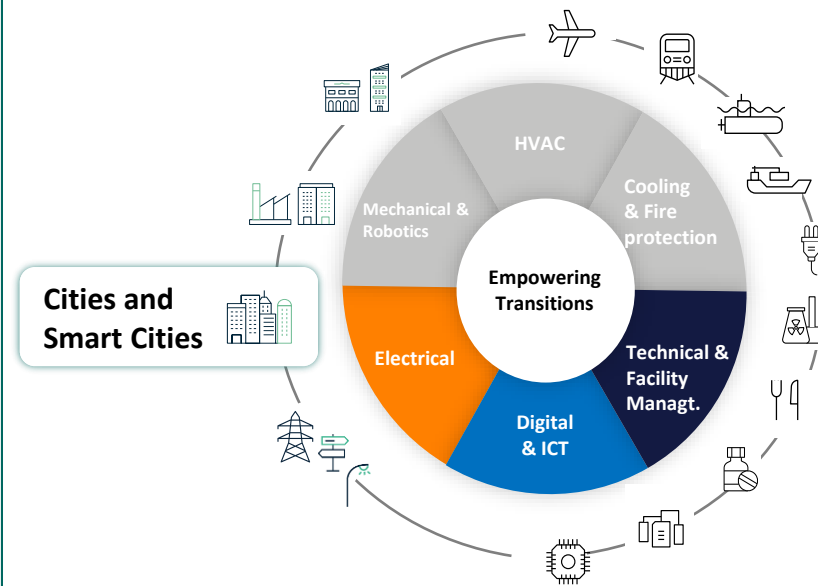 HVAC
Cooling
& Fire
protection
Mechanical &
Robotics
Empowering
Transitions
Cities and
Smart Cities
Electrical
Technical &
Facility
Managt.
Digital
& ICT